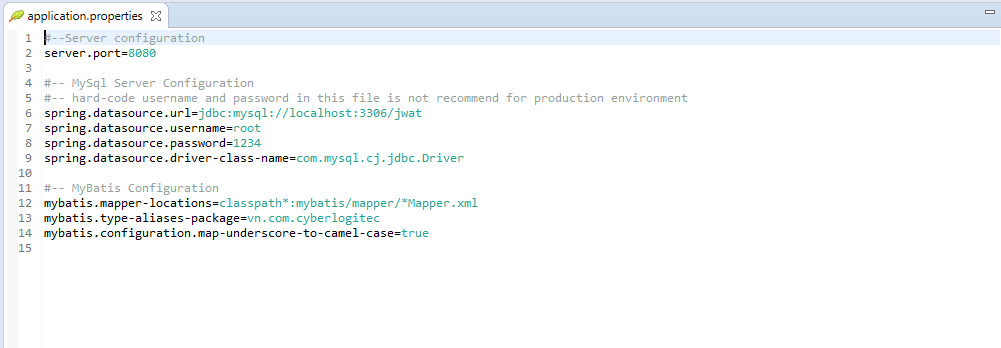 application.properties
1 #--Server configuration
2 server.port=8080
3
4 #-- MySql Server Configuration
5 #-- hard-code username and password in this file is not recommend for production environment
6 spring.datasource.url=jdbc:mysql://localhost:3306/jwat
7 spring.datasource.username=root
8 spring.datasource.password=1234
9 spring.datasource.driver-class-name=com.mysql.cj.jdbc.Driver
10
11 #-- MyBatis Configuration
12 mybatis.mapper-locations=classpath*:mybatis/mapper/*Mapper.xml
13 mybatis.type-aliases-package=vn.com.cyberlogitec
14 mybatis.configuration.map-underscore-to-camel-case=true
15